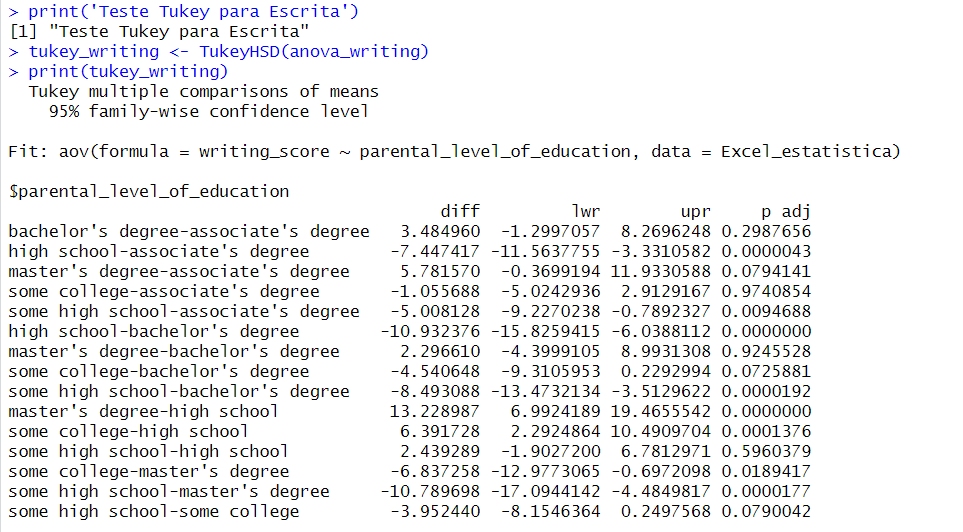 > print('Teste Tukey para Escrita')
[1] "Teste Tukey para Escrita"
> tukey_writing <- TukeyHSD(anova_writing)
> print(tukey_writing)
  Tukey multiple comparisons of means
    95% family-wise confidence level

Fit: aov(formula = writing_score ~ parental_level_of_education, data = Excel_estatistica)

$parental_level_of_education
                                          diff         lwr        upr     p adj
bachelor's degree-associate's degree   3.484960  -1.2997057  8.2696248 0.2987656
high school-associate's degree        -7.447417 -11.5637755 -3.3310582 0.0000043
master's degree-associate's degree     5.781570  -0.3699194 11.9330588 0.0794141
some college-associate's degree       -1.055688  -5.0242936  2.9129167 0.9740854
some high school-associate's degree   -5.008128  -9.2270238 -0.7892327 0.0094688
high school-bachelor's degree        -10.932376 -15.8259415 -6.0388112 0.0000000
master's degree-bachelor's degree      2.296610  -4.3999105  8.9931308 0.9245528
some college-bachelor's degree        -4.540648  -9.3105953  0.2292994 0.0725881
some high school-bachelor's degree    -8.493088 -13.4732134 -3.5129622 0.0000192
master's degree-high school           13.228987   6.9924189 19.4655542 0.0000000
some college-high school               6.391728   2.2924864 10.4909704 0.0001376
some high school-high school           2.439289  -1.9027200  6.7812971 0.5960379
some college-master's degree          -6.837258 -12.9773065 -0.6972098 0.0189417
some high school-master's degree     -10.789698 -17.0944142 -4.4849817 0.0000177
some high school-some college         -3.952440  -8.1546364  0.2497568 0.0790042